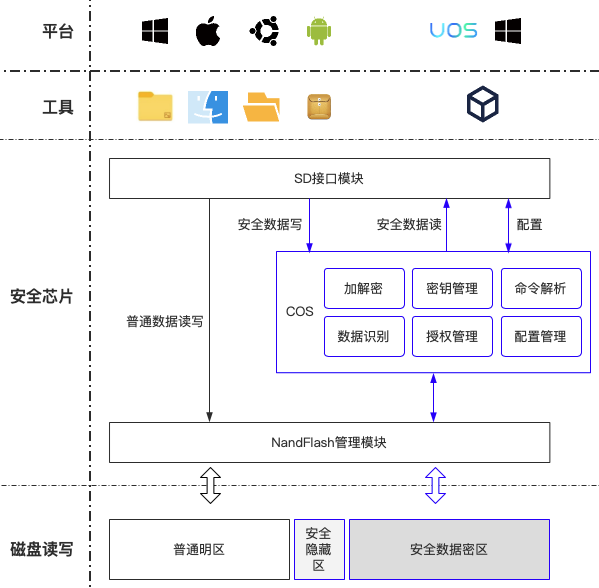 平台
UOS
工具
SD接口模块
安全数据写
安全数据读
配置
安全芯片
普通数据读写
COS
加解密
密钥管理
命令解析
数据识别
授权管理
配置管理
NandFlash管理模块
磁盘读写
普通明区
安全
隐藏
区
安全数据密区